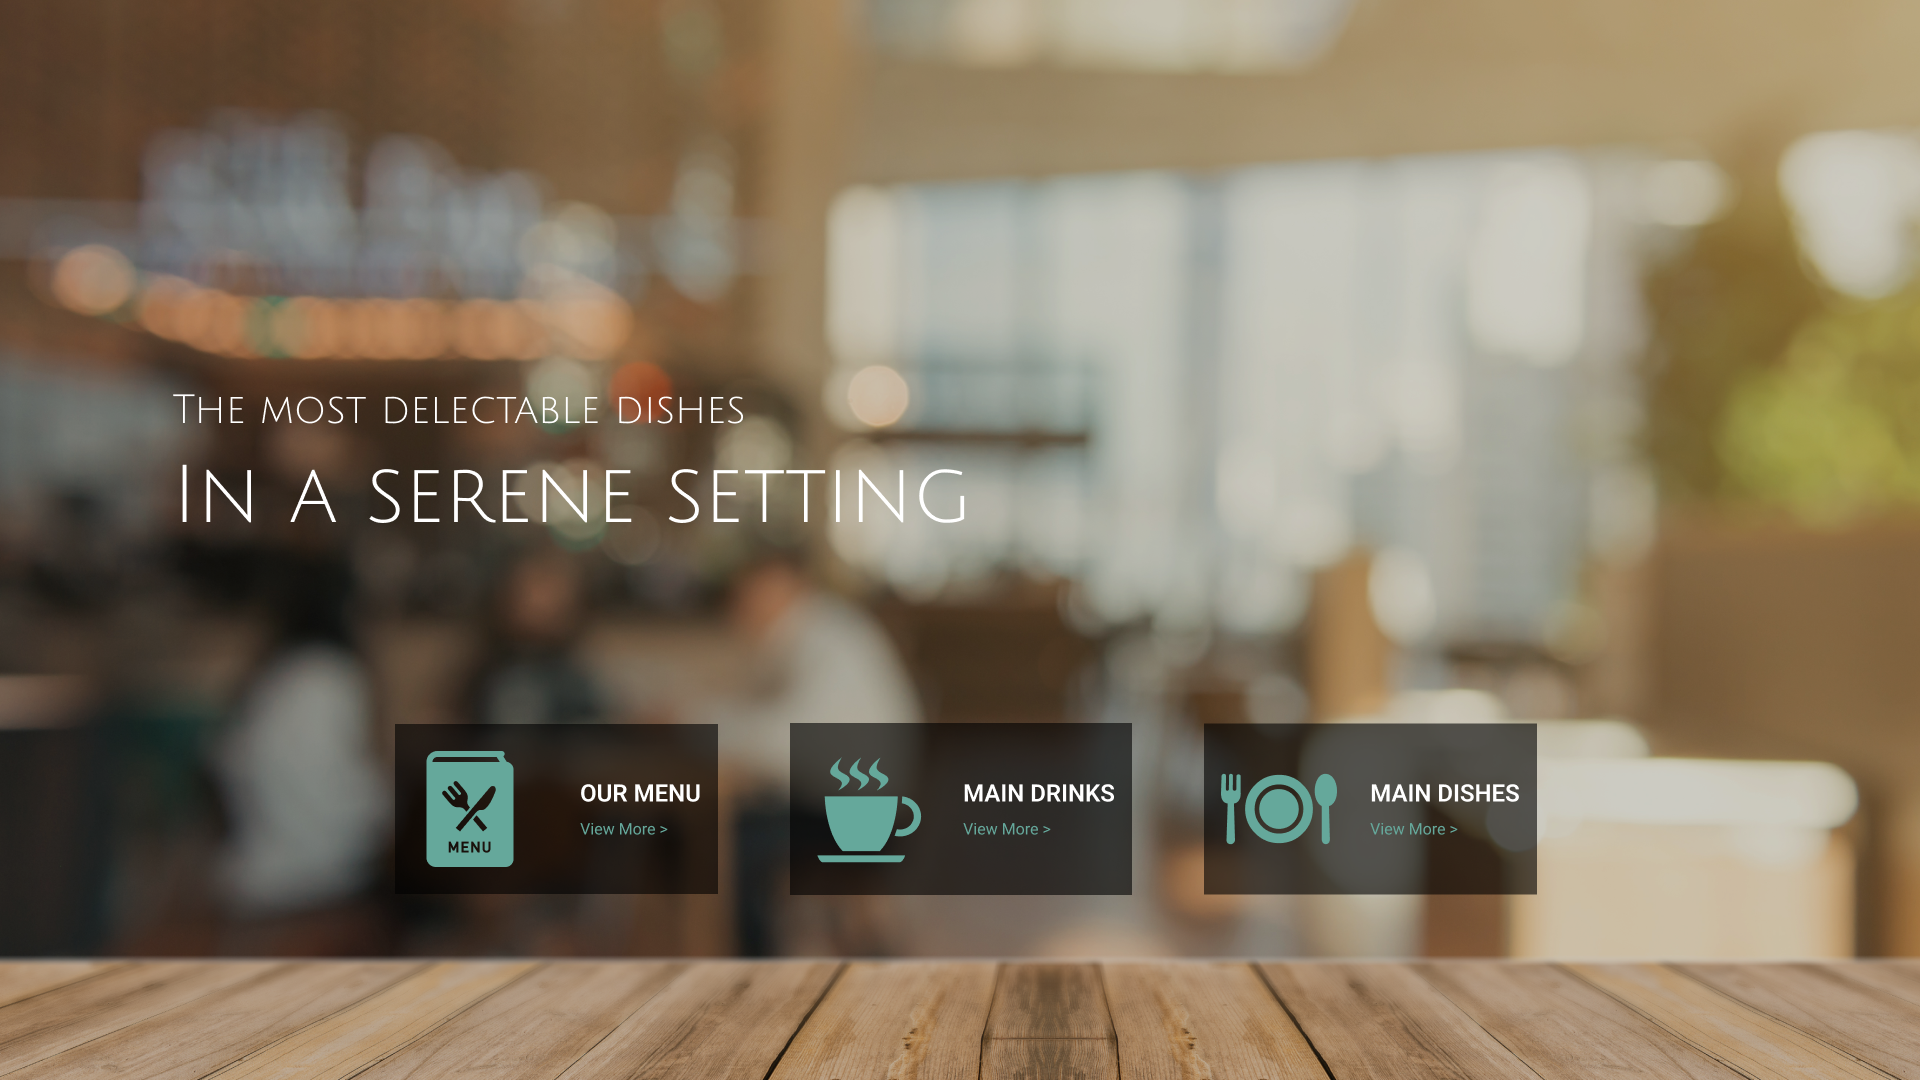 The most delectable dishes
In a serene setting
MENU
OUR MENU
View More >
MAIN DRINKS
View More >
MAIN DISHES
View More >